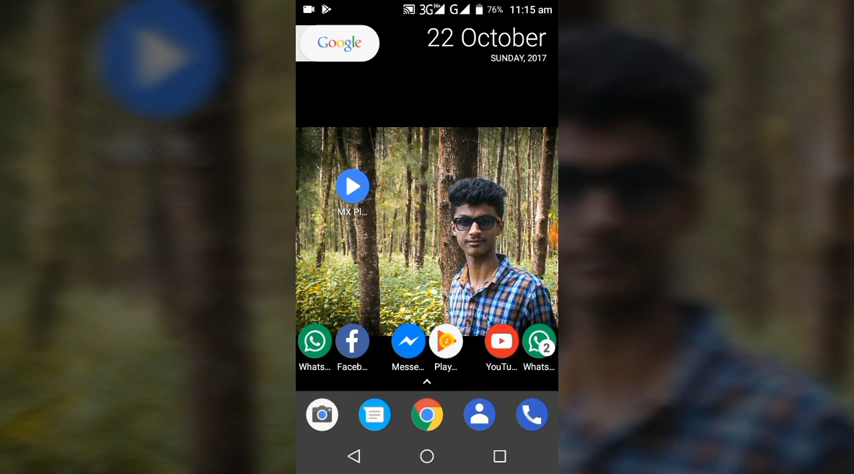 3G G 76% 11:15 am
Google
22 October
SUNDAY, 2017
MX Pl...
Whats... Faceb... Messe... Play... YouTu... Whats...
2